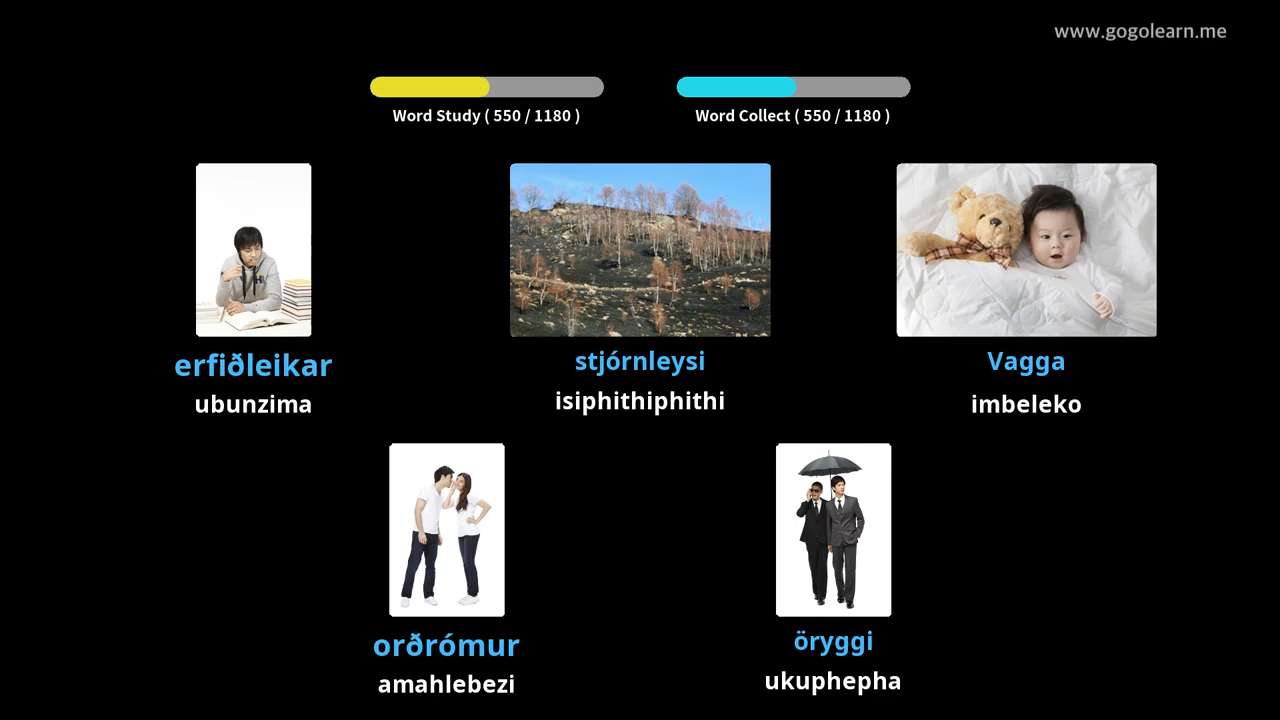 www.gogolearn.me
Word Study ( 550 / 1180 )
Word Collect ( 550 / 1180 )
erfiðleikar
ubunzima
stjórnleysi
isiphithiphithi
Vagga
imbeleko
orðrómur
amahlebezi
öryggi
ukuphepha